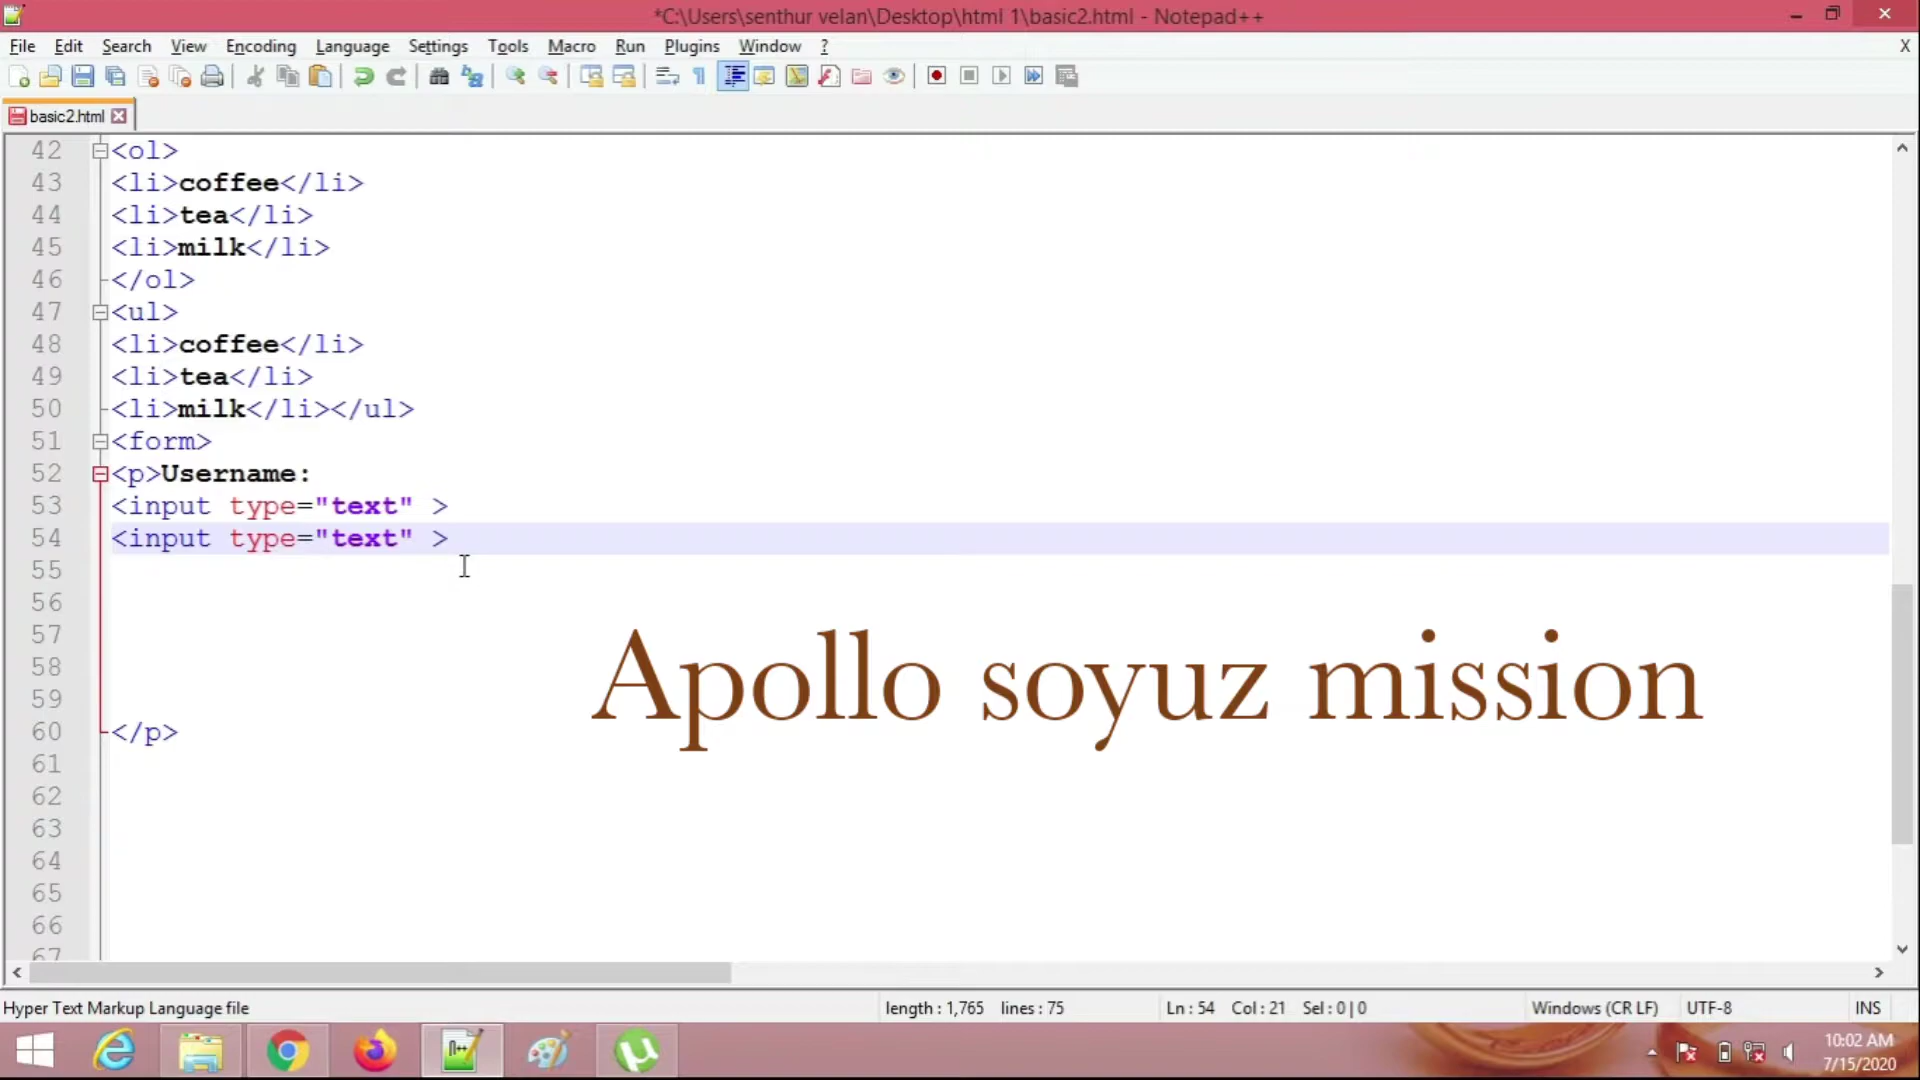 *C:\Users\senthur velan\Desktop\html 1\basic2.html - Notepad++
File Edit Search View Encoding Language Settings Tools Macro Run Plugins Window ? X
basic2.html
42 <ol>
43 <li>coffee</li>
44 <li>tea</li>
45 <li>milk</li>
46 </ol>
47 <ul>
48 <li>coffee</li>
49 <li>tea</li>
50 <li>milk</li></ul>
51 <form>
52 <p>Username:
53 <input type="text" >
54 <input type="text" >
55
56
57
58
59
Apollo soyuz mission
60 </p>
61
62
63
64
65
66
67
Hyper Text Markup Language file length : 1,765 lines : 75 Ln : 54 Col : 21 Sel : 0 | 0 Windows (CR LF) UTF-8 INS
10:02 AM
7/15/2020